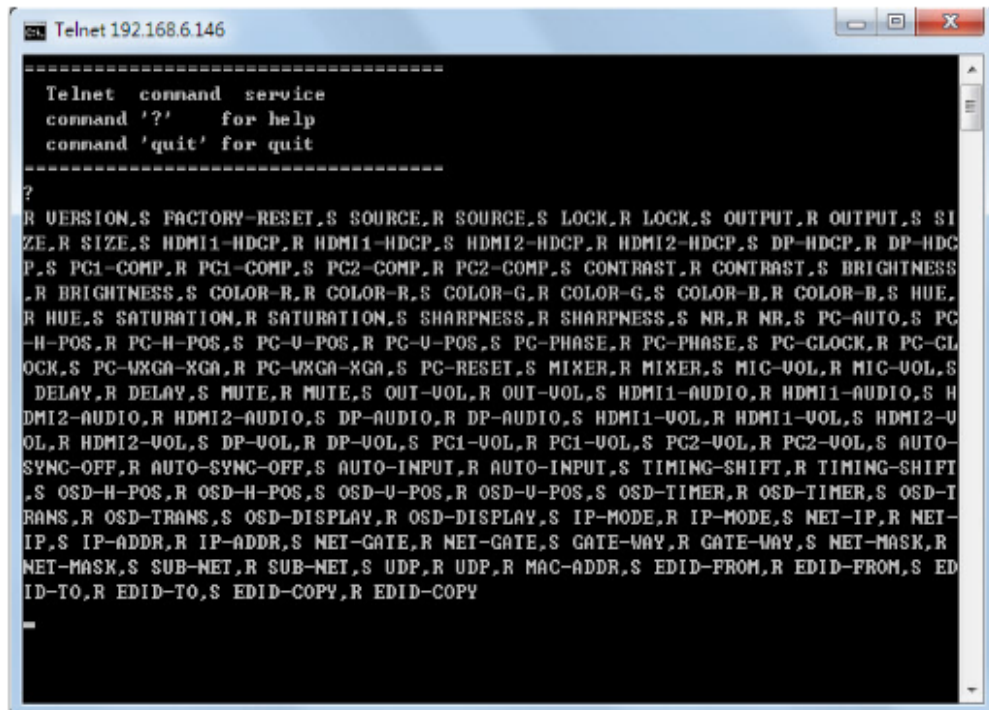 Telnet 192.168.6.146
====================================
Telnet command service
command '?' for help
command 'quit' for quit
====================================
?
R VERSION,S FACTORY-RESET,S SOURCE,R SOURCE,S LOCK,R LOCK,S OUTPUT,R OUTPUT,S SI
ZE,R SIZE,S HDMI1-HDCP,R HDMI1-HDCP,S HDMI2-HDCP,R HDMI2-HDCP,S DP-HDCP,R DP-HDC
P,S PC1-COMP,R PC1-COMP,S PC2-COMP,R PC2-COMP,S CONTRAST,R CONTRAST,S BRIGHTNESS
,R BRIGHTNESS,S COLOR-R,R COLOR-R,S COLOR-G,R COLOR-G,S COLOR-B,R COLOR-B,S HUE,
R HUE,S SATURATION,R SATURATION,S SHARPNESS,R SHARPNESS,S NR,R NR,S PC-AUTO,S PC
-H-POS,R PC-H-POS,S PC-V-POS,R PC-V-POS,S PC-PHASE,R PC-PHASE,S PC-CLOCK,R PC-CL
OCK,S PC-WXGA-XGA,R PC-WXGA-XGA,S PC-RESET,S MIXER,R MIXER,S MIC-VOL,R MIC-VOL,S
DELAY,R DELAY,S MUTE,R MUTE,S OUT-VOL,R OUT-VOL,S HDMI1-AUDIO,R HDMI1-AUDIO,S H
DMI2-AUDIO,R HDMI2-AUDIO,S DP-AUDIO,R DP-AUDIO,S HDMI1-VOL,R HDMI1-VOL,S HDMI2-V
OL,R HDMI2-VOL,S DP-VOL,R DP-VOL,S PC1-VOL,R PC1-VOL,S PC2-VOL,R PC2-VOL,S AUTO-
SYNC-OFF,R AUTO-SYNC-OFF,S AUTO-INPUT,R AUTO-INPUT,S TIMING-SHIFT,R TIMING-SHIFT
,S OSD-H-POS,R OSD-H-POS,S OSD-V-POS,R OSD-V-POS,S OSD-TIMER,R OSD-TIMER,S OSD-T
RANS,R OSD-TRANS,S OSD-DISPLAY,R OSD-DISPLAY,S IP-MODE,R IP-MODE,S NET-IP,R NET-
IP,S IP-ADDR,R IP-ADDR,S NET-GATE,R NET-GATE,S GATE-WAY,R GATE-WAY,S NET-MASK,R
NET-MASK,S SUB-NET,R SUB-NET,S UDP,R UDP,R MAC-ADDR,S EDID-FROM,R EDID-FROM,S ED
ID-TO,R EDID-TO,S EDID-COPY,R EDID-COPY